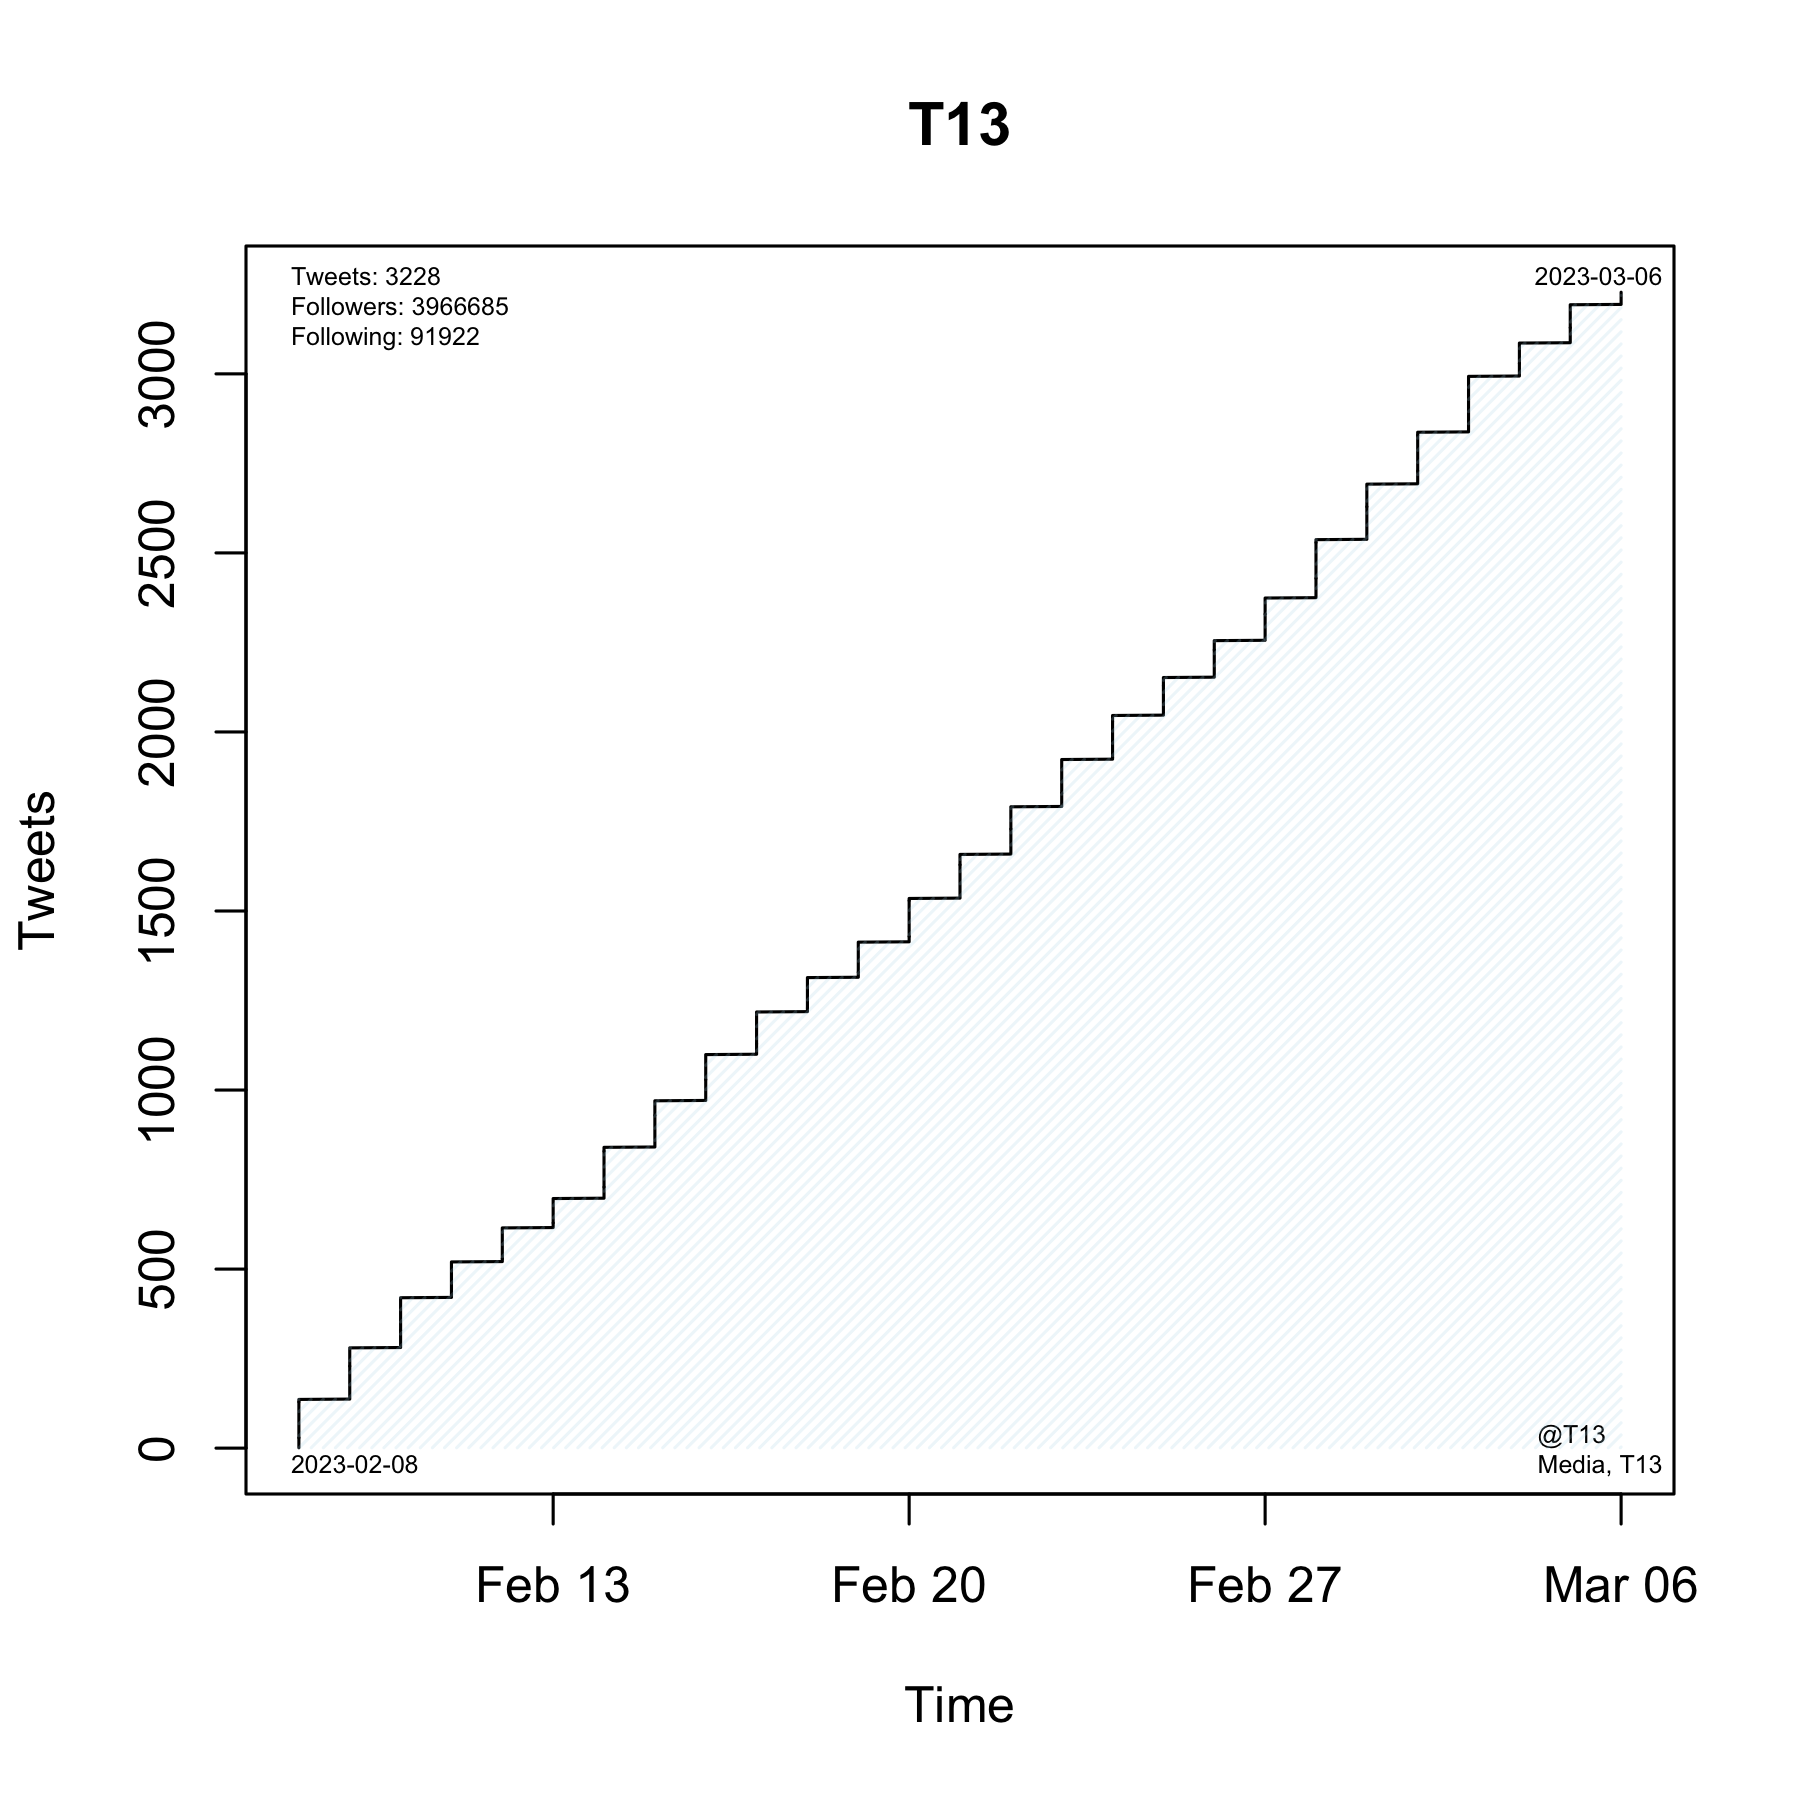 T13
Tweets: 3228
Followers: 3966685
Following: 91922
2023-03-06
Tweets
3000
2500
2000
1500
1000
500
0
2023-02-08
@T13
Media, T13
Feb 13
Feb 20
Feb 27
Mar 06
Time